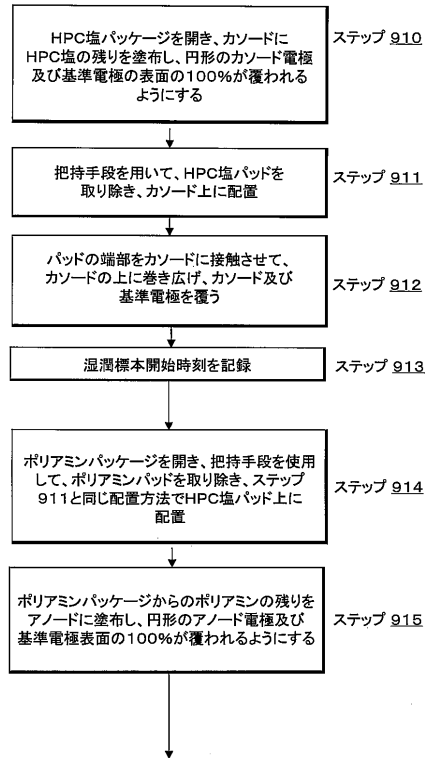 HPC塩パッケージを開き、カソードに
HPC塩の残りを塗布し、円形のカソード電極
及び基準電極の表面の100%が覆われる
ようにする
ステップ 910
把持手段を用いて、HPC塩パッドを
取り除き、カソード上に配置
ステップ 911
パッドの端部をカソードに接触させて、
カソードの上に巻き広げ、カソード及び
基準電極を覆う
ステップ 912
湿潤標本開始時刻を記録
ステップ 913
ポリアミンパッケージを開き、把持手段を使用
して、ポリアミンパッドを取り除き、ステップ
911と同じ配置方法でHPC塩パッド上に
配置
ステップ 914
ポリアミンパッケージからのポリアミンの残りを
アノードに塗布し、円形のアノード電極及び
基準電極表面の100%が覆われるようにする
ステップ 915